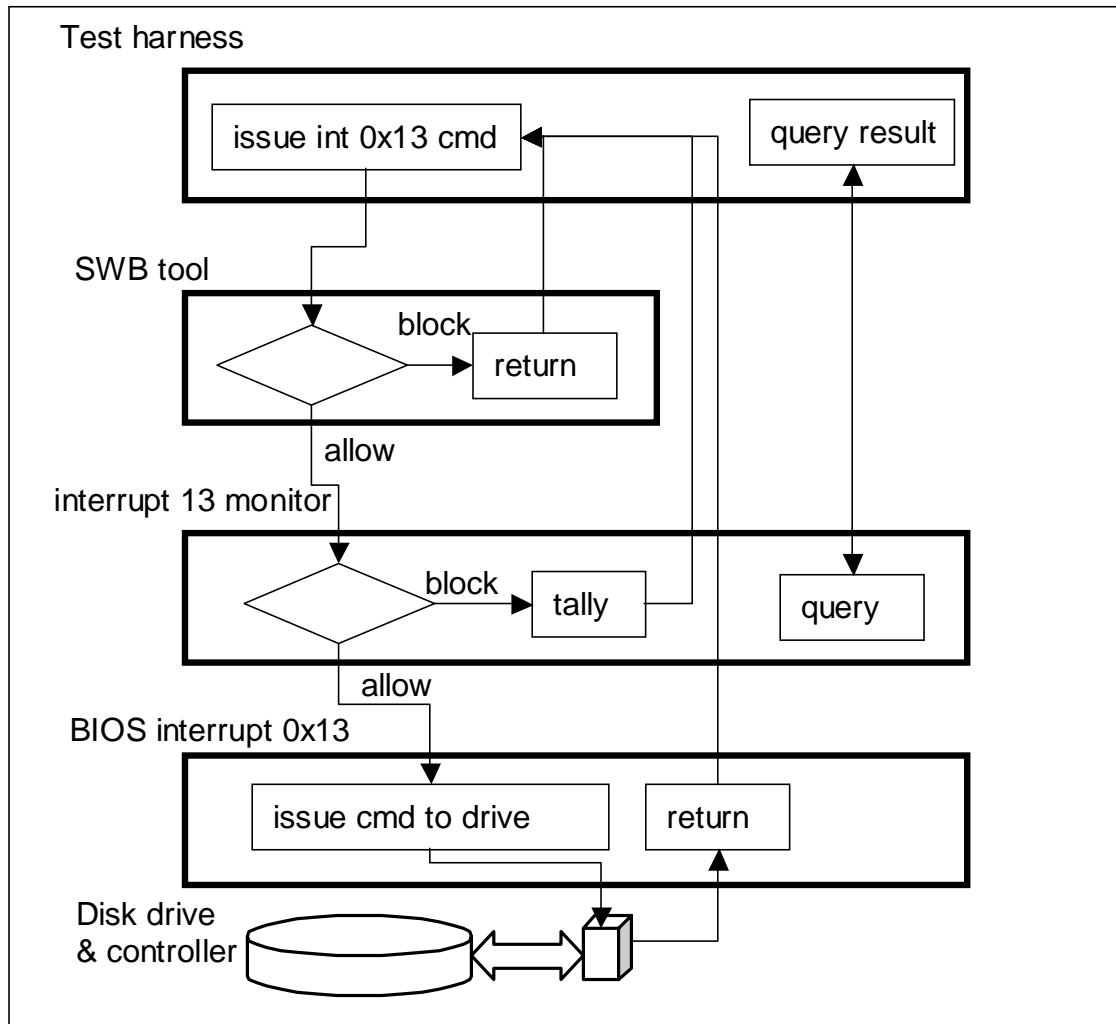 Test harness
issue int 0x13 cmd
query result
SWB tool
block
return
allow
interrupt 13 monitor
block
tally
query
allow
BIOS interrupt 0x13
issue cmd to drive
return
Disk drive
& controller